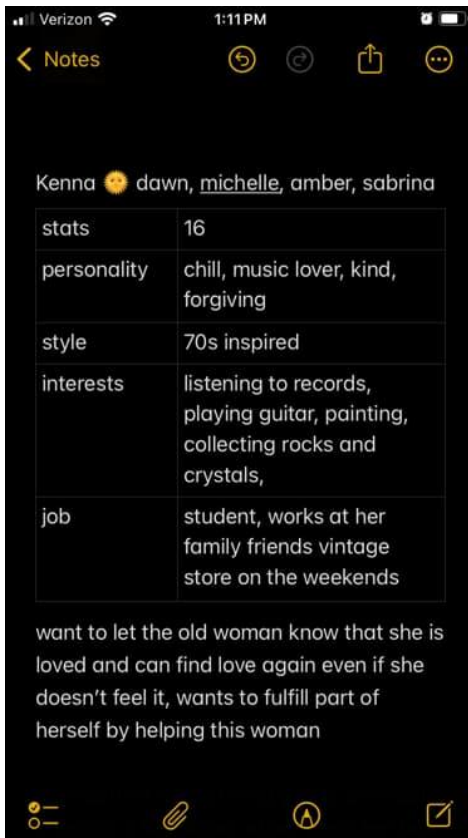 Verizon 1:11 PM
Notes
Kenna 🌞 dawn, michelle, amber, sabrina
stats 16
personality chill, music lover, kind,
forgiving
style 70s inspired
interests listening to records,
playing guitar, painting,
collecting rocks and
crystals,
job student, works at her
family friends vintage
store on the weekends
want to let the old woman know that she is
loved and can find love again even if she
doesn't feel it, wants to fulfill part of
herself by helping this woman